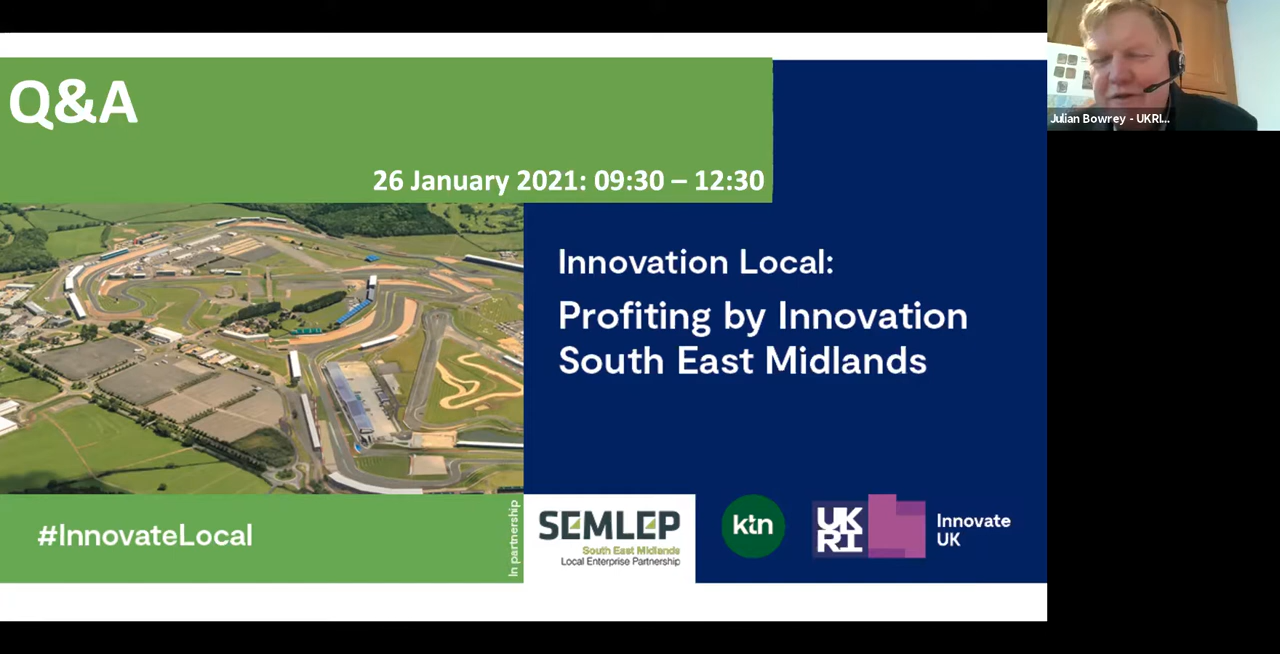 Q&A
26 January 2021: 09:30 – 12:30
Julian Bowrey - UKRI...
Innovation Local:
Profiting by Innovation
South East Midlands
#InnovateLocal
In partnership
SEMLEP
South East Midlands
Local Enterprise Partnership
ktn
UK
RI
Innovate
UK